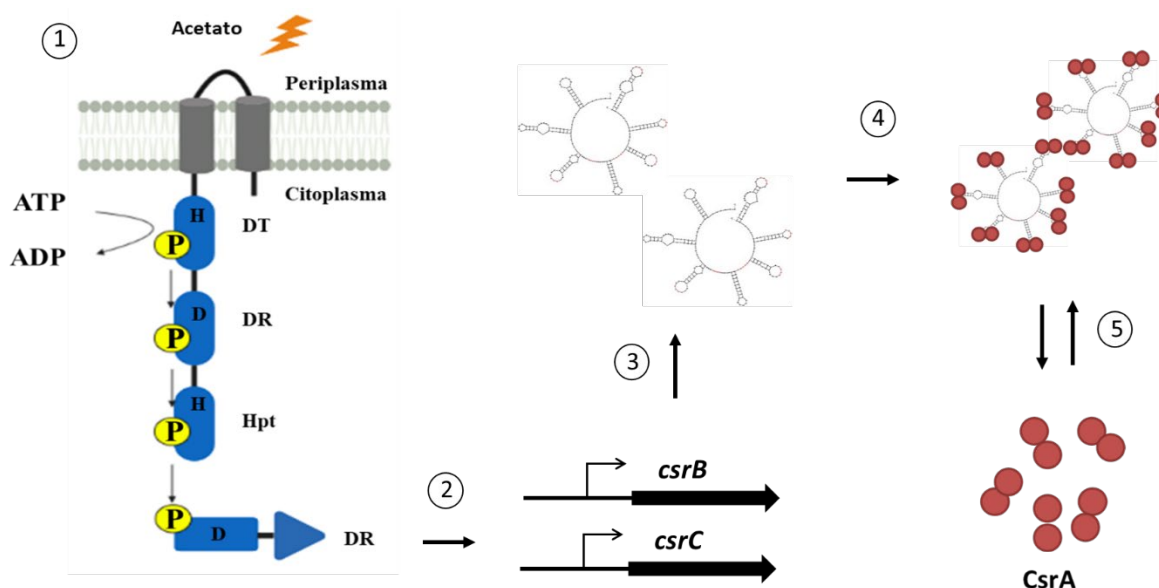 1
Acetato
Periplasma
Citoplasma
ATP
ADP
H
P
DT
D
P
DR
H
P
Hpt
P
D
DR
2
csrB
csrC
3
4
5
CsrA